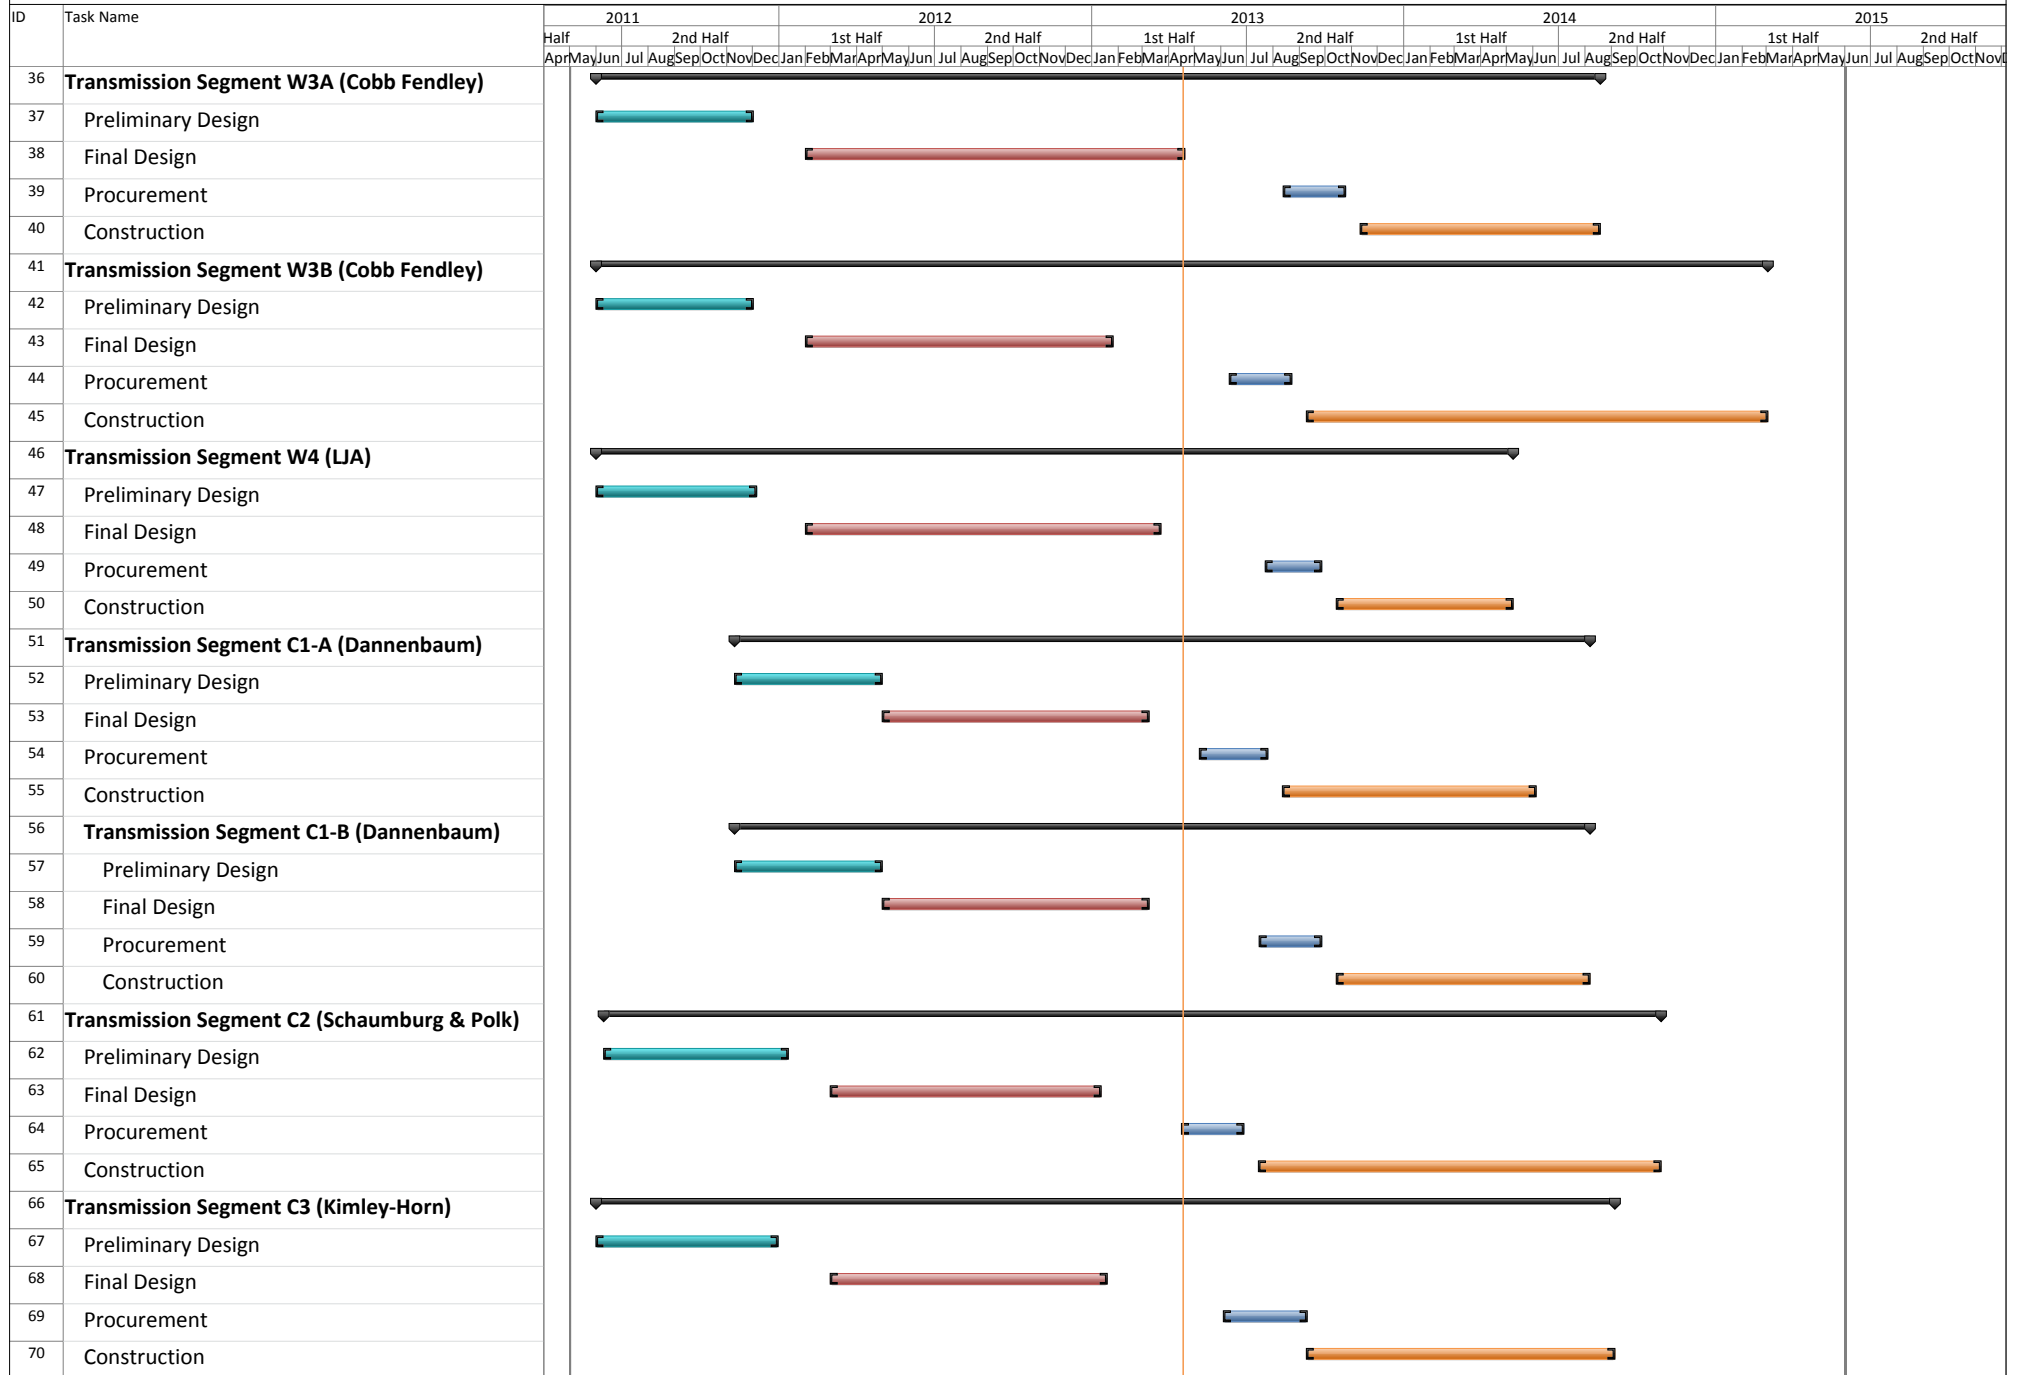 ID Task Name 2011 2012 2013 2014 2015
Half 2nd Half 1st Half 2nd Half 1st Half 2nd Half 1st Half 2nd Half 1st Half 2nd Half
Apr May Jun Jul Aug Sep Oct Nov Dec Jan Feb Mar Apr May Jun Jul Aug Sep Oct Nov Dec Jan Feb Mar Apr May Jun Jul Aug Sep Oct Nov Dec Jan Feb Mar Apr May Jun Jul Aug Sep Oct Nov Dec Jan Feb Mar Apr May Jun Jul Aug Sep Oct Nov
36 Transmission Segment W3A (Cobb Fendley)
37 Preliminary Design
38 Final Design
39 Procurement
40 Construction
41 Transmission Segment W3B (Cobb Fendley)
42 Preliminary Design
43 Final Design
44 Procurement
45 Construction
46 Transmission Segment W4 (LJA)
47 Preliminary Design
48 Final Design
49 Procurement
50 Construction
51 Transmission Segment C1-A (Dannenbaum)
52 Preliminary Design
53 Final Design
54 Procurement
55 Construction
56 Transmission Segment C1-B (Dannenbaum)
57 Preliminary Design
58 Final Design
59 Procurement
60 Construction
61 Transmission Segment C2 (Schaumburg & Polk)
62 Preliminary Design
63 Final Design
64 Procurement
65 Construction
66 Transmission Segment C3 (Kimley-Horn)
67 Preliminary Design
68 Final Design
69 Procurement
70 Construction